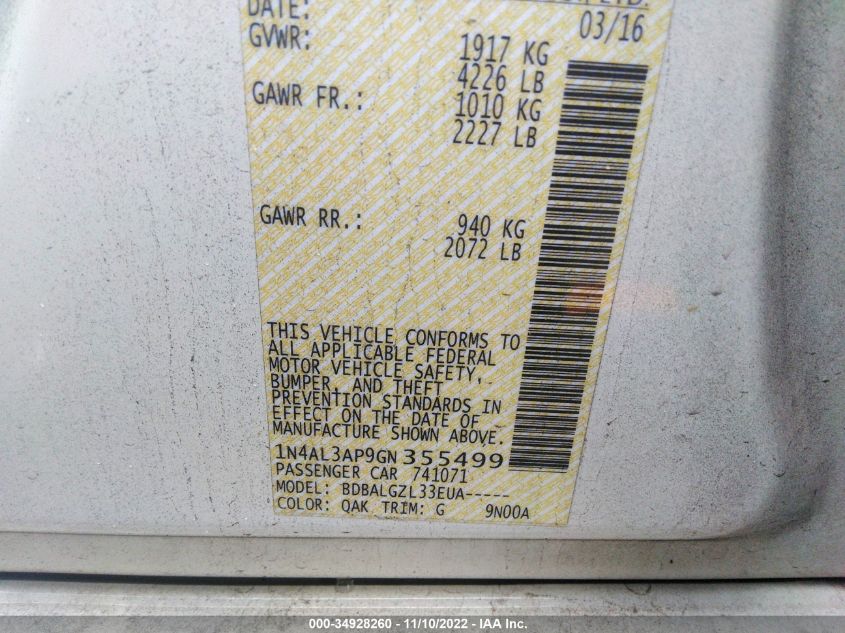 DATE: 03/16
GVWR: 1917 KG
4226 LB
GAWR FR.: 1010 KG
2227 LB
GAWR RR.: 940 KG
2072 LB
THIS VEHICLE CONFORMS TO
ALL APPLICABLE FEDERAL
MOTOR VEHICLE SAFETY,
BUMPER, AND THEFT
PREVENTION STANDARDS IN
EFFECT ON THE DATE OF
MANUFACTURE SHOWN ABOVE.
1N4AL3AP9GN355499
PASSENGER CAR 741071
MODEL: BDBALGZL33EUA-----
COLOR: QAK TRIM: G 9N00A
000-34928260 - 11/10/2022 - IAA Inc.